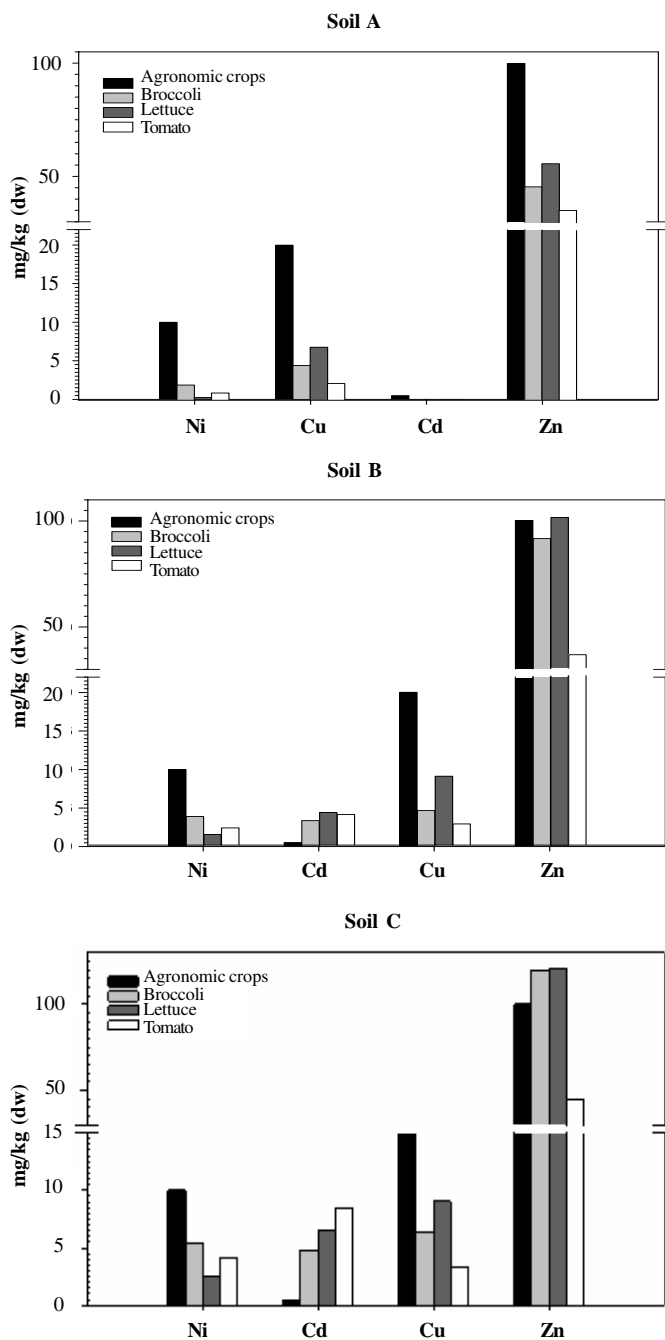 Soil A
100
50
20
15
10
5
0
mg/kg (dw)
Agronomic crops
Broccoli
Lettuce
Tomato
Ni Cu Cd Zn
Soil B
100
50
20
15
10
5
0
mg/kg (dw)
Agronomic crops
Broccoli
Lettuce
Tomato
Ni Cd Cu Zn
Soil C
100
50
15
10
5
0
mg/kg (dw)
Agronomic crops
Broccoli
Lettuce
Tomato
Ni Cd Cu Zn